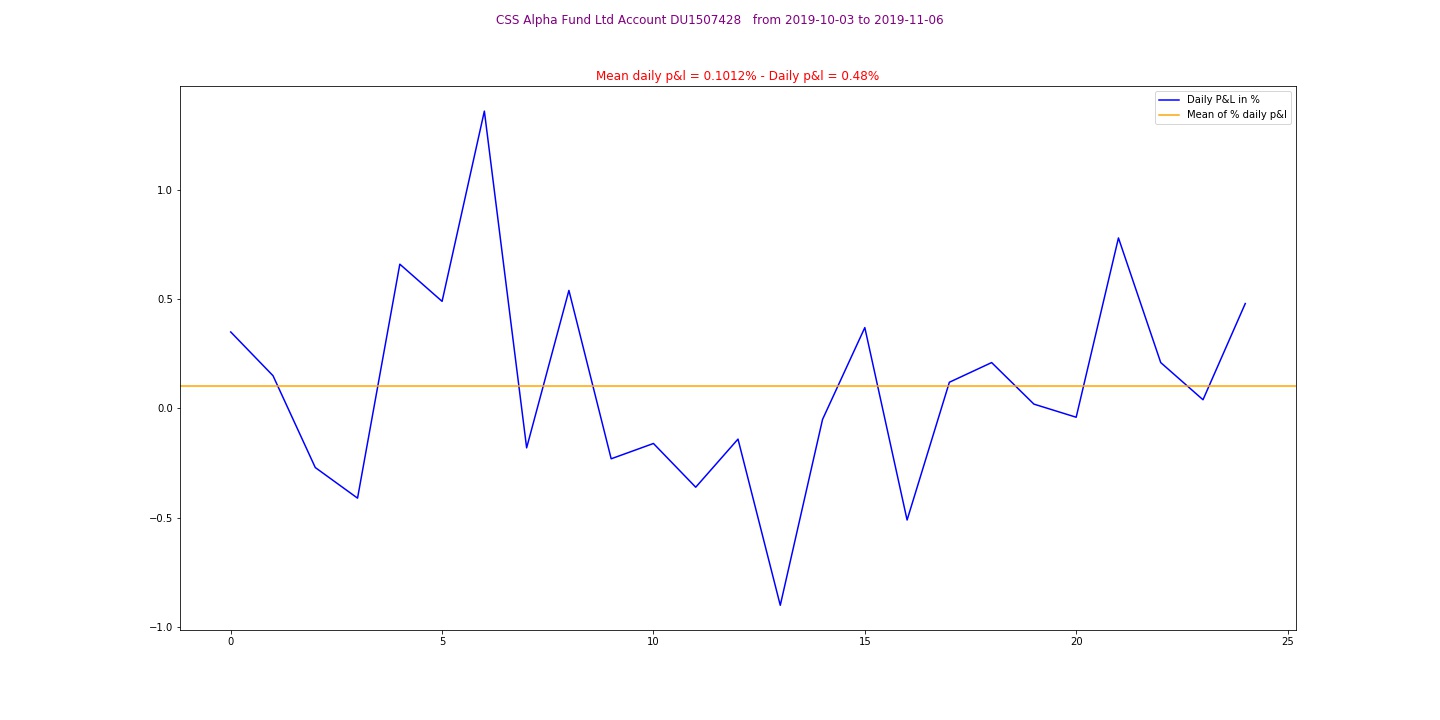 CSS Alpha Fund Ltd Account DU1507428   from 2019-10-03 to 2019-11-06
Mean daily p&l = 0.1012% - Daily p&l = 0.48%
Daily P&L in %
Mean of % daily p&l
1.0
0.5
0.0
−0.5
−1.0
0
5
10
15
20
25